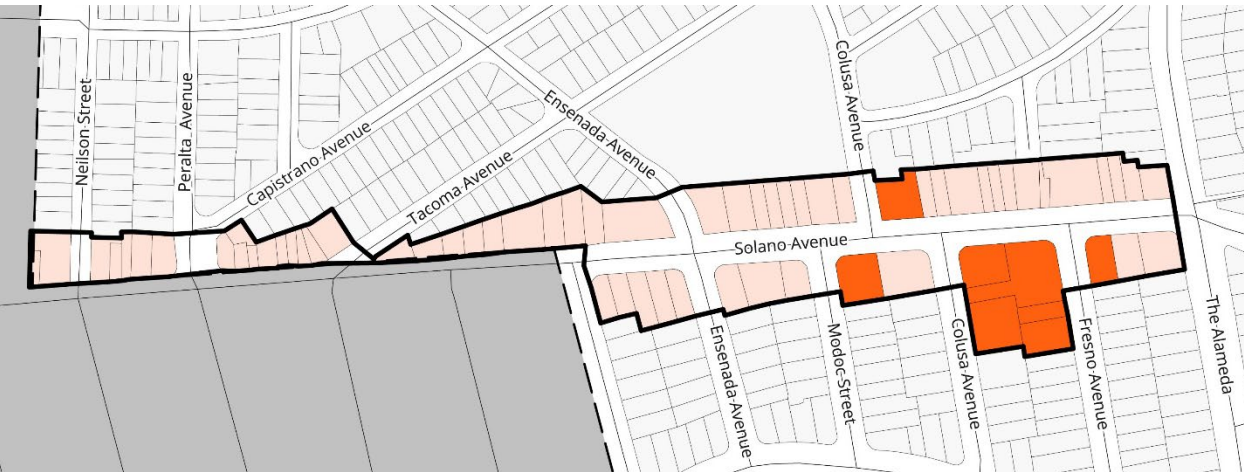 Neilson Street
Peralta Avenue
Capistrano Avenue
Tacoma Avenue
Ensenada Avenue
Colusa Avenue
Solano Avenue
Ensenada Avenue
Modoc Street
Colusa Avenue
Fresno Avenue
The Alameda